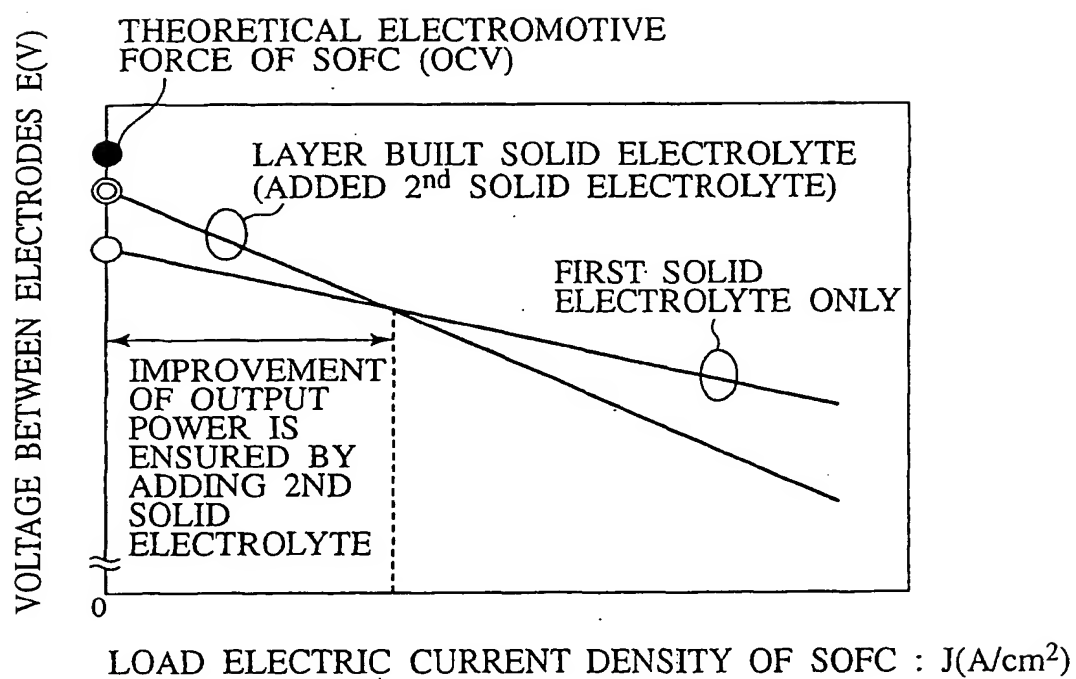 THEORETICAL ELECTROMOTIVE
FORCE OF SOFC (OCV)
VOLTAGE BETWEEN ELECTRODES E(V)
LAYER BUILT SOLID ELECTROLYTE
(ADDED 2nd SOLID ELECTROLYTE)
FIRST SOLID
ELECTROLYTE ONLY
IMPROVEMENT
OF OUTPUT
POWER IS
ENSURED BY
ADDING 2ND
SOLID
ELECTROLYTE
0
LOAD ELECTRIC CURRENT DENSITY OF SOFC : J(A/cm²)